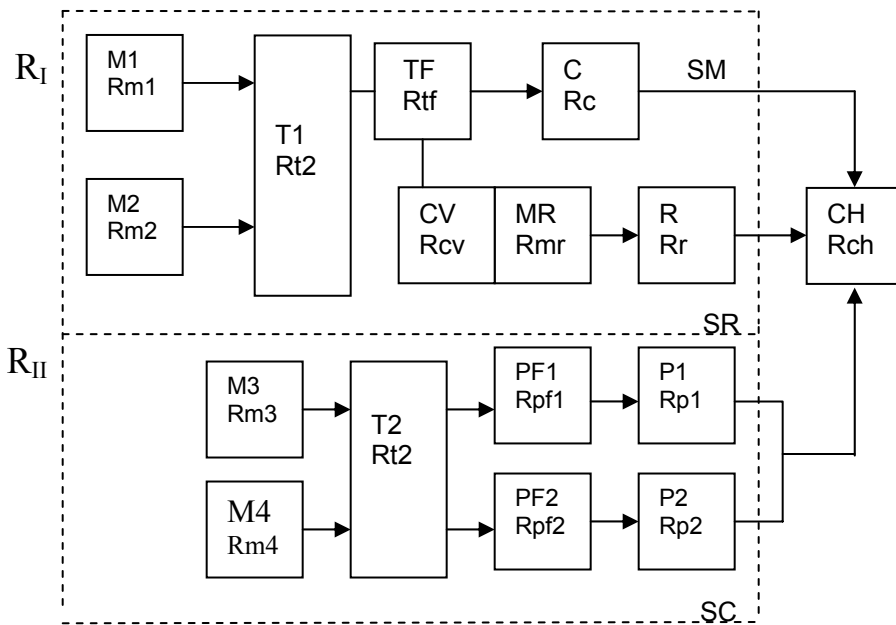 R_I
M1
Rm1
M2
Rm2
T1
Rt2
TF
Rtf
C
Rc
SM
CV
Rcv
MR
Rmr
R
Rr
CH
Rch
SR
R_II
M3
Rm3
M4
Rm4
T2
Rt2
PF1
Rpf1
P1
Rp1
PF2
Rpf2
P2
Rp2
SC